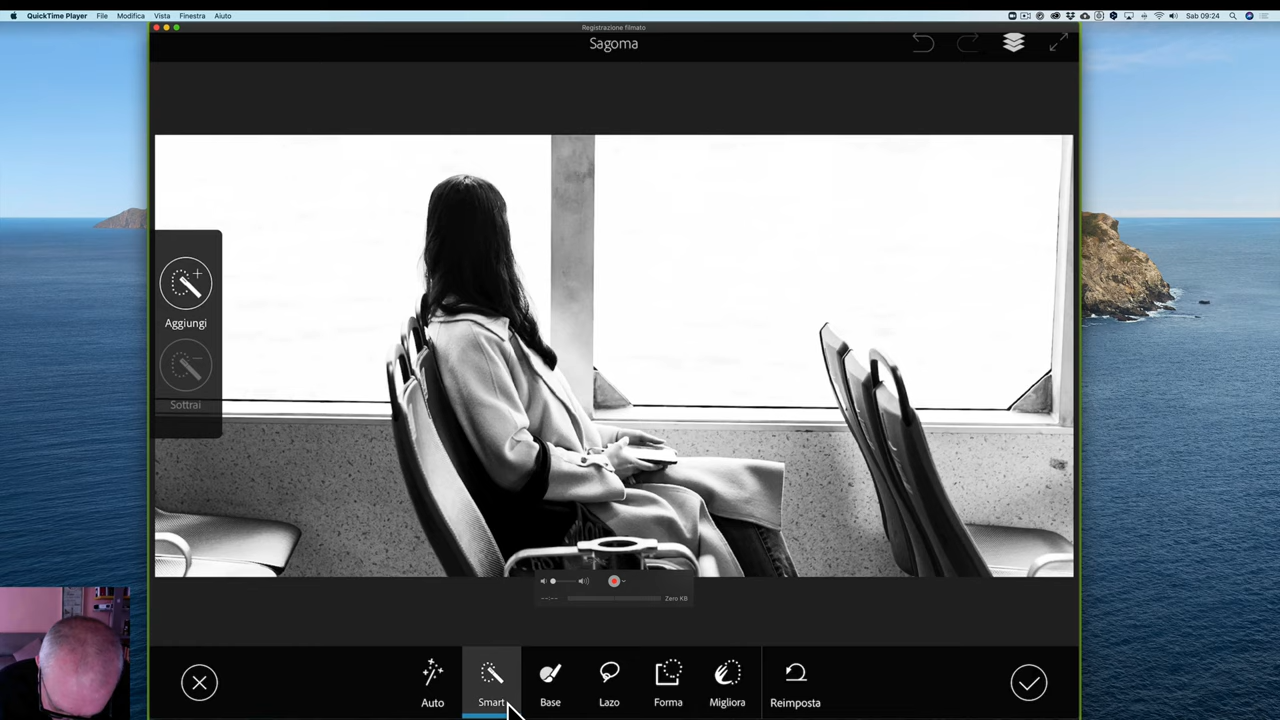 QuickTime Player File Modifica Vista Finestra Aiuto Sab 09:24
Registrazione filmato
Sagoma
Aggiungi
Sottrai
--:-- Zero KB
Auto Smart Base Lazo Forma Migliora Reimposta